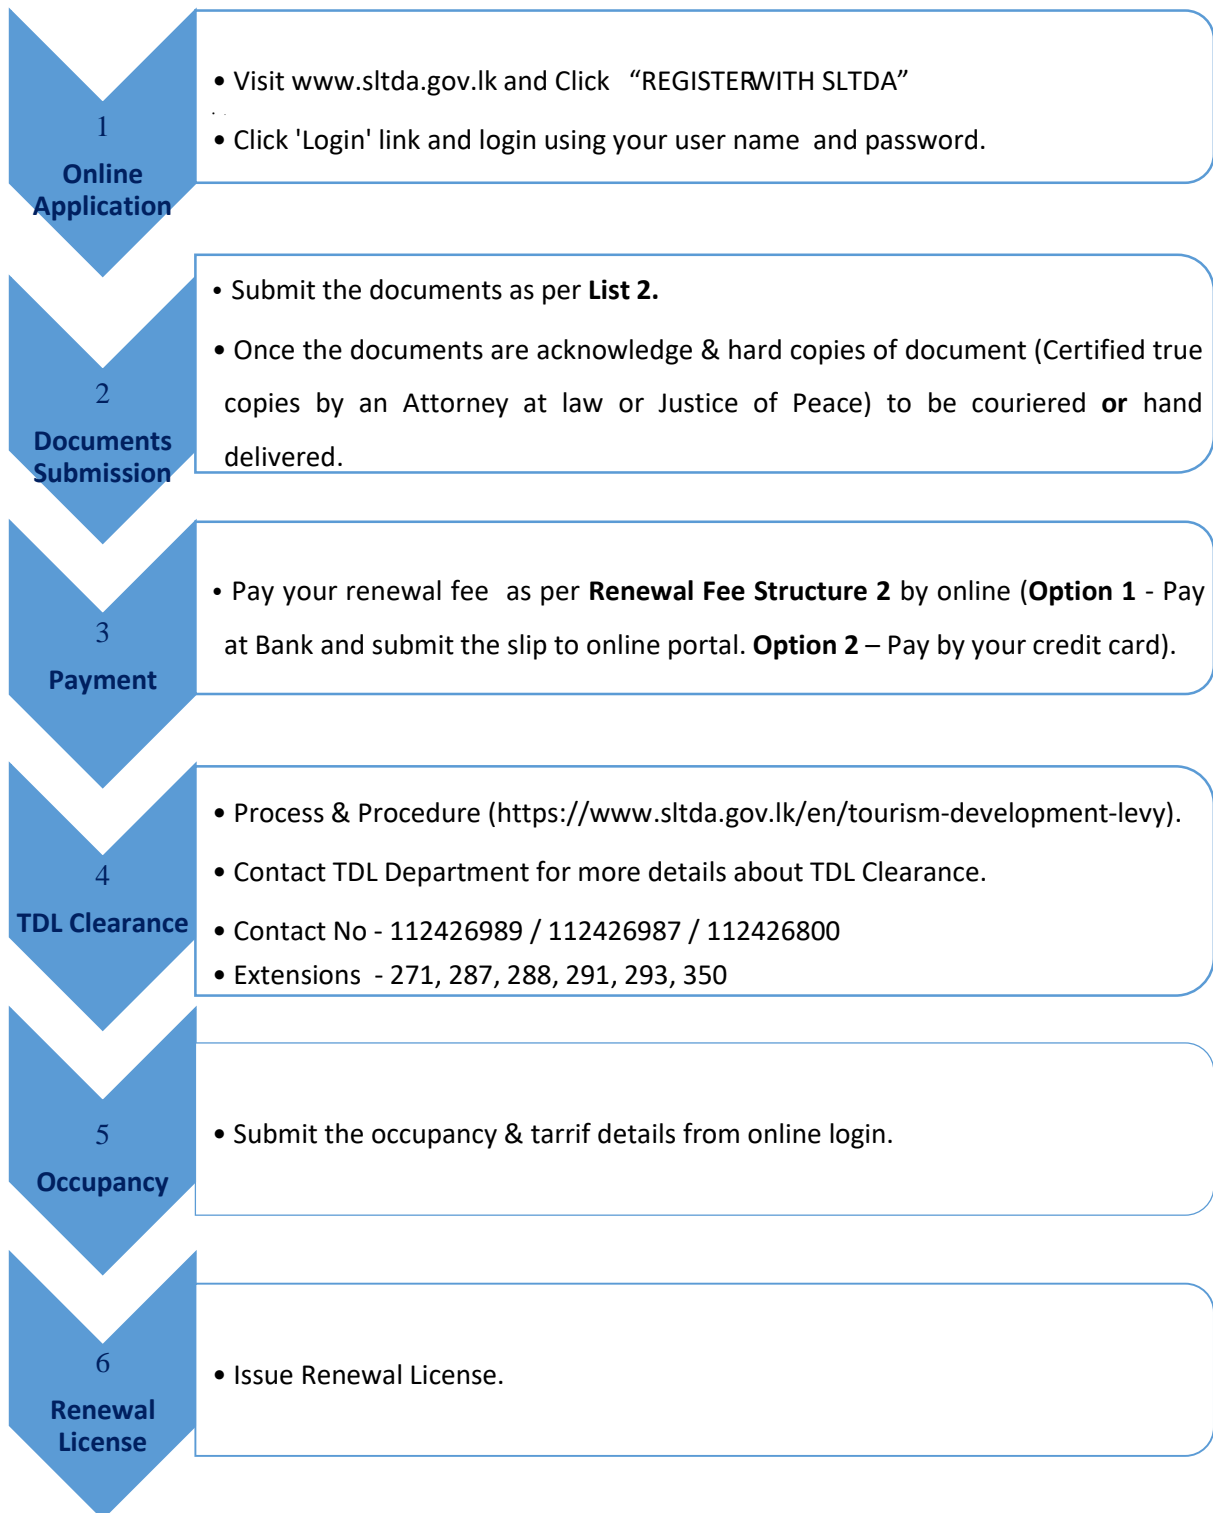 1
Online
Application
• Visit www.sltda.gov.lk and Click “REGISTERWITH SLTDA”
• Click 'Login' link and login using your user name and password.
2
Documents
Submission
• Submit the documents as per List 2.
• Once the documents are acknowledge & hard copies of document (Certified true
copies by an Attorney at law or Justice of Peace) to be couriered or hand
delivered.
3
Payment
• Pay your renewal fee as per Renewal Fee Structure 2 by online (Option 1 - Pay
at Bank and submit the slip to online portal. Option 2 – Pay by your credit card).
4
TDL Clearance
• Process & Procedure (https://www.sltda.gov.lk/en/tourism-development-levy).
• Contact TDL Department for more details about TDL Clearance.
• Contact No - 112426989 / 112426987 / 112426800
• Extensions - 271, 287, 288, 291, 293, 350
5
Occupancy
• Submit the occupancy & tarrif details from online login.
6
Renewal
License
• Issue Renewal License.